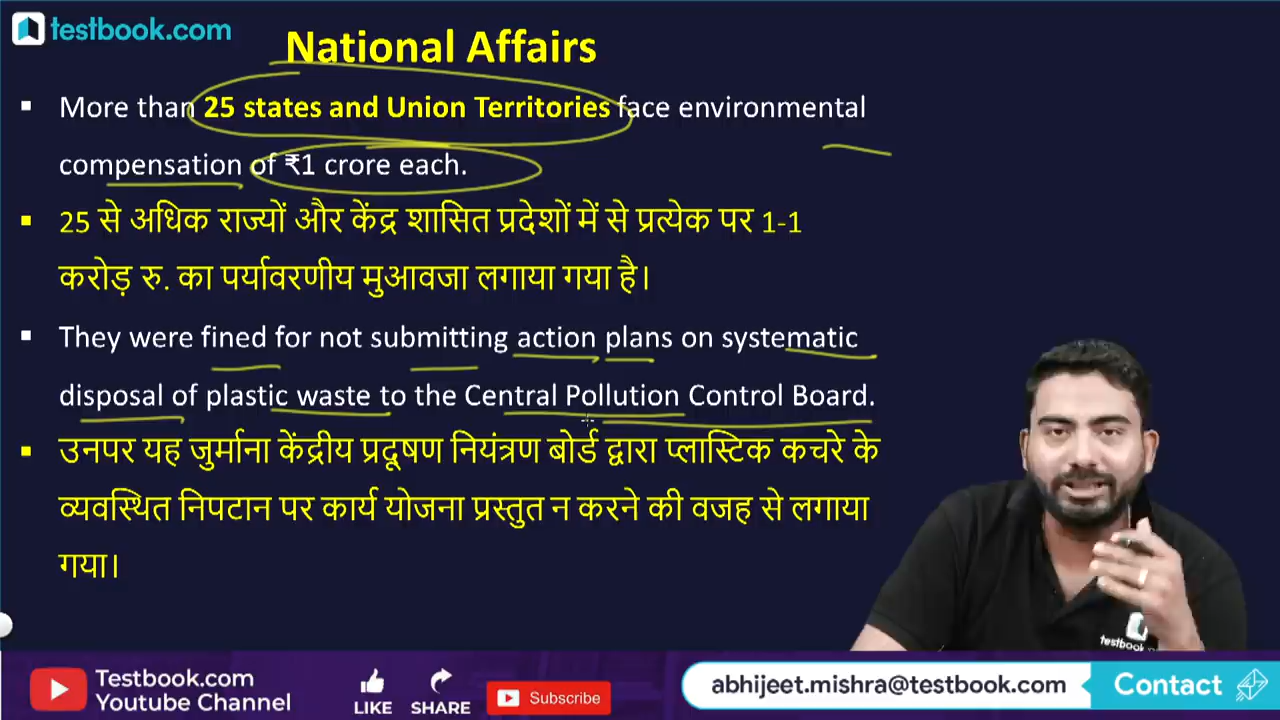 testbook.com
National Affairs
▪ More than 25 states and Union Territories face environmental
compensation of ₹1 crore each.
▪ 25 से अधिक राज्यों और केंद्र शासित प्रदेशों में से प्रत्येक पर 1-1
करोड़ रु. का पर्यावरणीय मुआवजा लगाया गया है।
▪ They were fined for not submitting action plans on systematic
disposal of plastic waste to the Central Pollution Control Board.
▪ उनपर यह जुर्माना केंद्रीय प्रदूषण नियंत्रण बोर्ड द्वारा प्लास्टिक कचरे के
व्यवस्थित निपटान पर कार्य योजना प्रस्तुत न करने की वजह से लगाया
गया।
testbook
Testbook.com
Youtube Channel
LIKE
SHARE
Subscribe
abhijeet.mishra@testbook.com
Contact